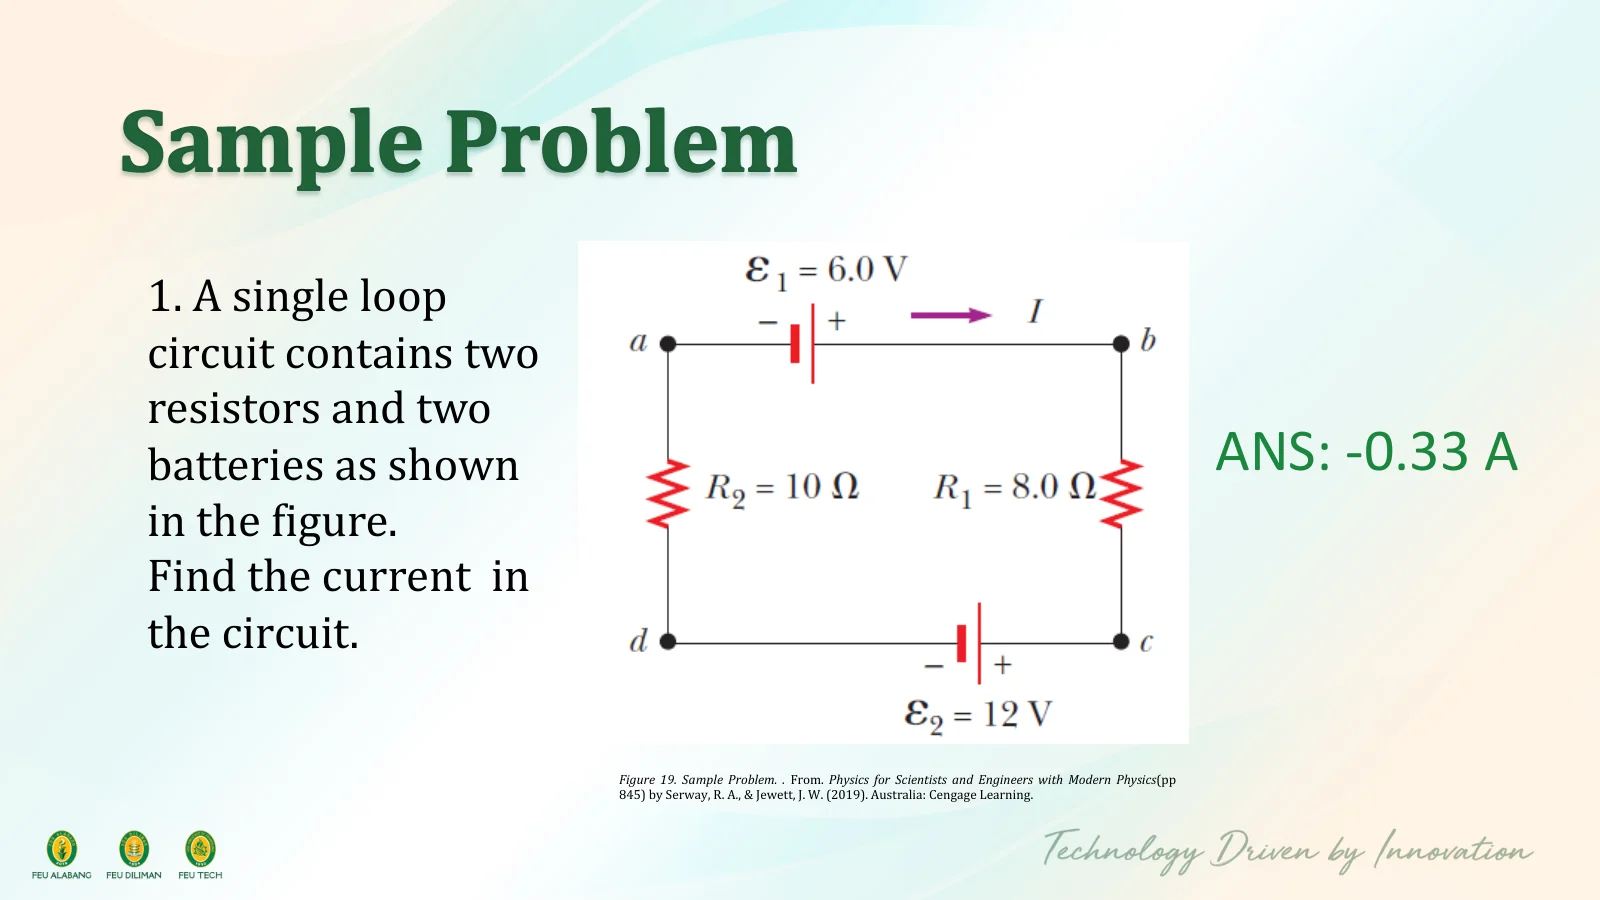 Sample Problem
1. A single loop
circuit contains two
resistors and two
batteries as shown
in the figure.
Find the current  in
the circuit.
ℰ1 = 6.0 V
− +
I
a
b
R2 = 10 Ω
R1 = 8.0 Ω
d
c
− +
ℰ2 = 12 V
ANS: -0.33 A
Figure 19. Sample Problem. . From. Physics for Scientists and Engineers with Modern Physics(pp
845) by Serway, R. A., & Jewett, J. W. (2019). Australia: Cengage Learning.
FEU ALABANG
FEU DILIMAN
FEU TECH
Technology Driven by Innovation